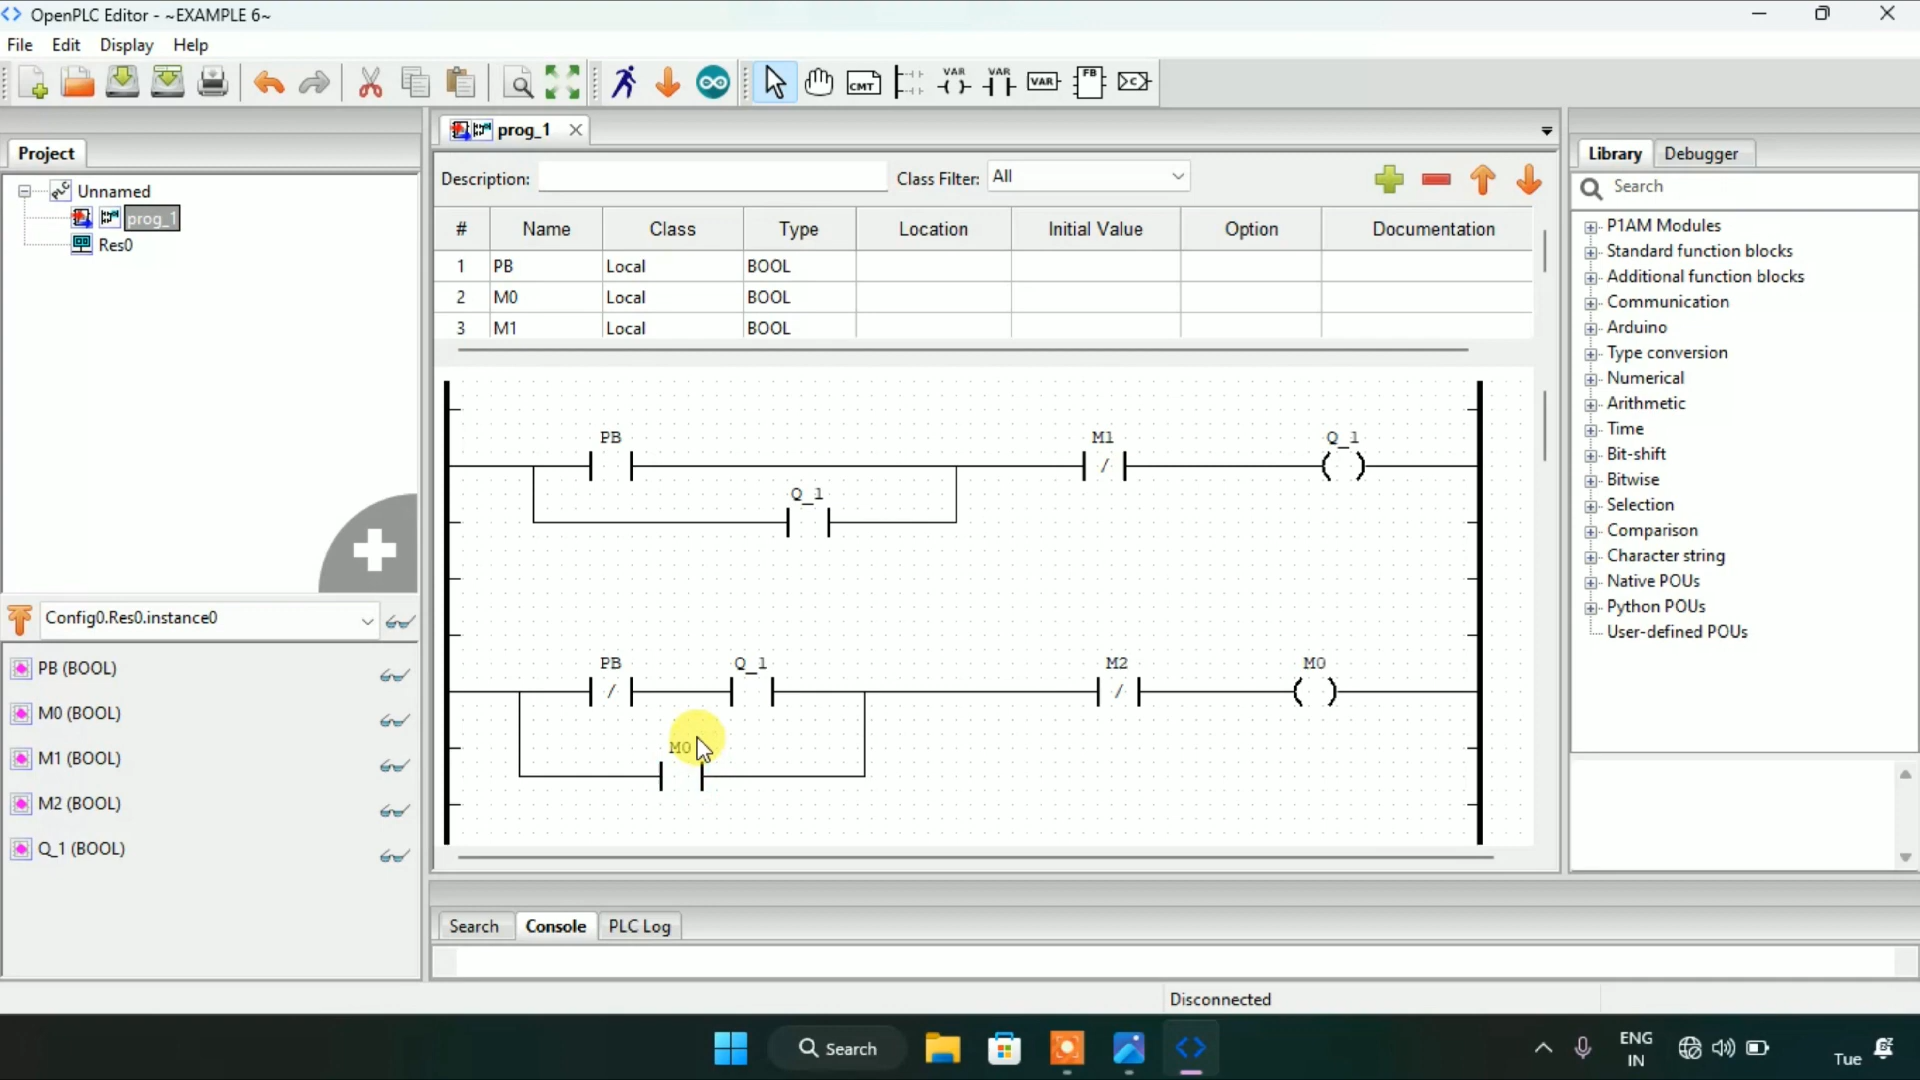 OpenPLC Editor - ~EXAMPLE 6~
File Edit Display Help
CMT VAR VAR VAR FB C
prog_1
Project
Library Debugger
Description: Class Filter: All
Search
Unnamed
prog_1
Res0
# Name Class Type Location Initial Value Option Documentation
1 PB Local BOOL
2 M0 Local BOOL
3 M1 Local BOOL
P1AM Modules
Standard function blocks
Additional function blocks
Communication
Arduino
Type conversion
Numerical
Arithmetic
Time
Bit-shift
Bitwise
Selection
Comparison
Character string
Native POUs
Python POUs
User-defined POUs
PB M1 Q_1
Q_1
PB Q_1 M2 M0
M0
Config0.Res0.instance0
PB (BOOL)
M0 (BOOL)
M1 (BOOL)
M2 (BOOL)
Q_1 (BOOL)
Search Console PLC Log
Disconnected
Search
ENG
IN
Tue